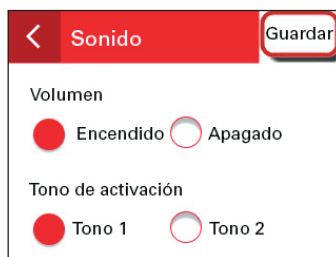 Sonido Guardar
Volumen
Encendido Apagado
Tono de activación
Tono 1 Tono 2